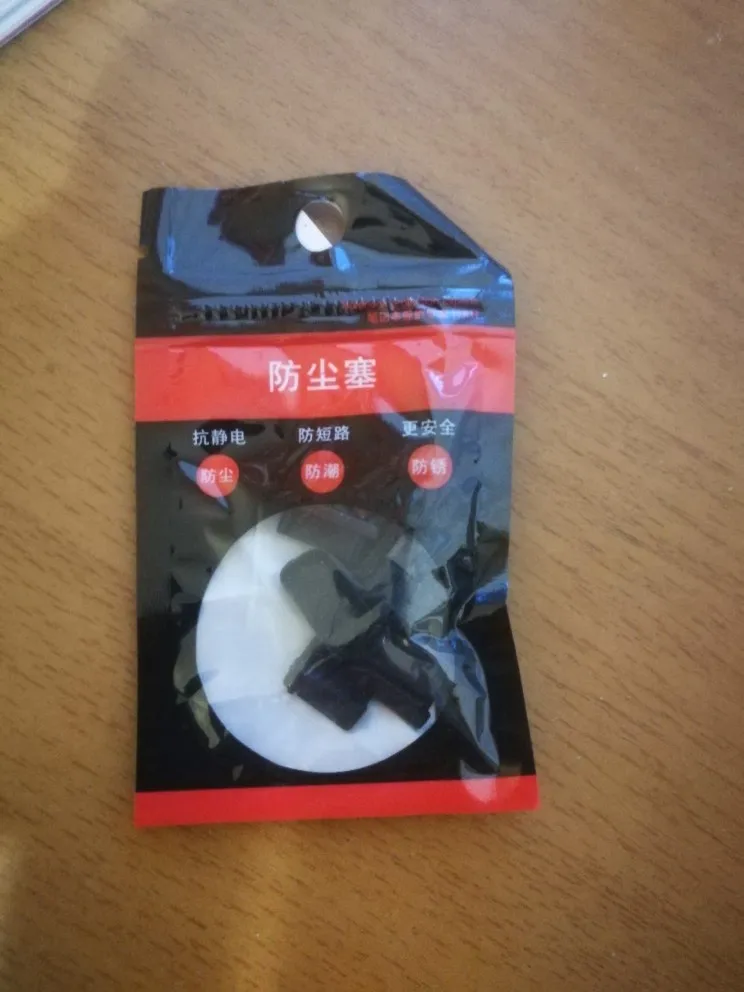 防尘塞
抗静电 防短路 更安全
防尘 防潮 防锈